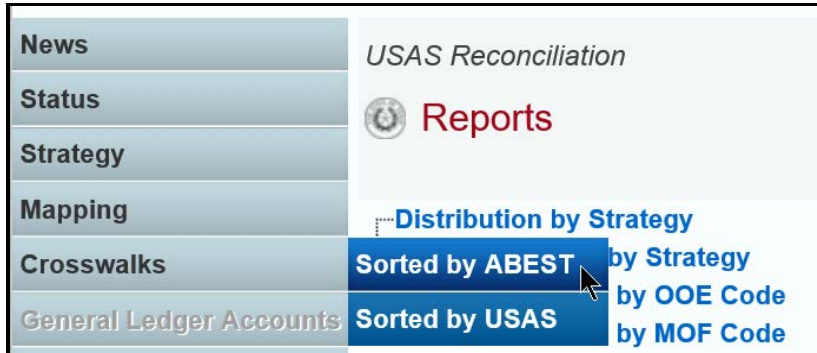 News
Status
Strategy
Mapping
Crosswalks
General Ledger Accounts
USAS Reconciliation
Reports
Distribution by Strategy
by Strategy
by OOE Code
by MOF Code
Sorted by ABEST
Sorted by USAS